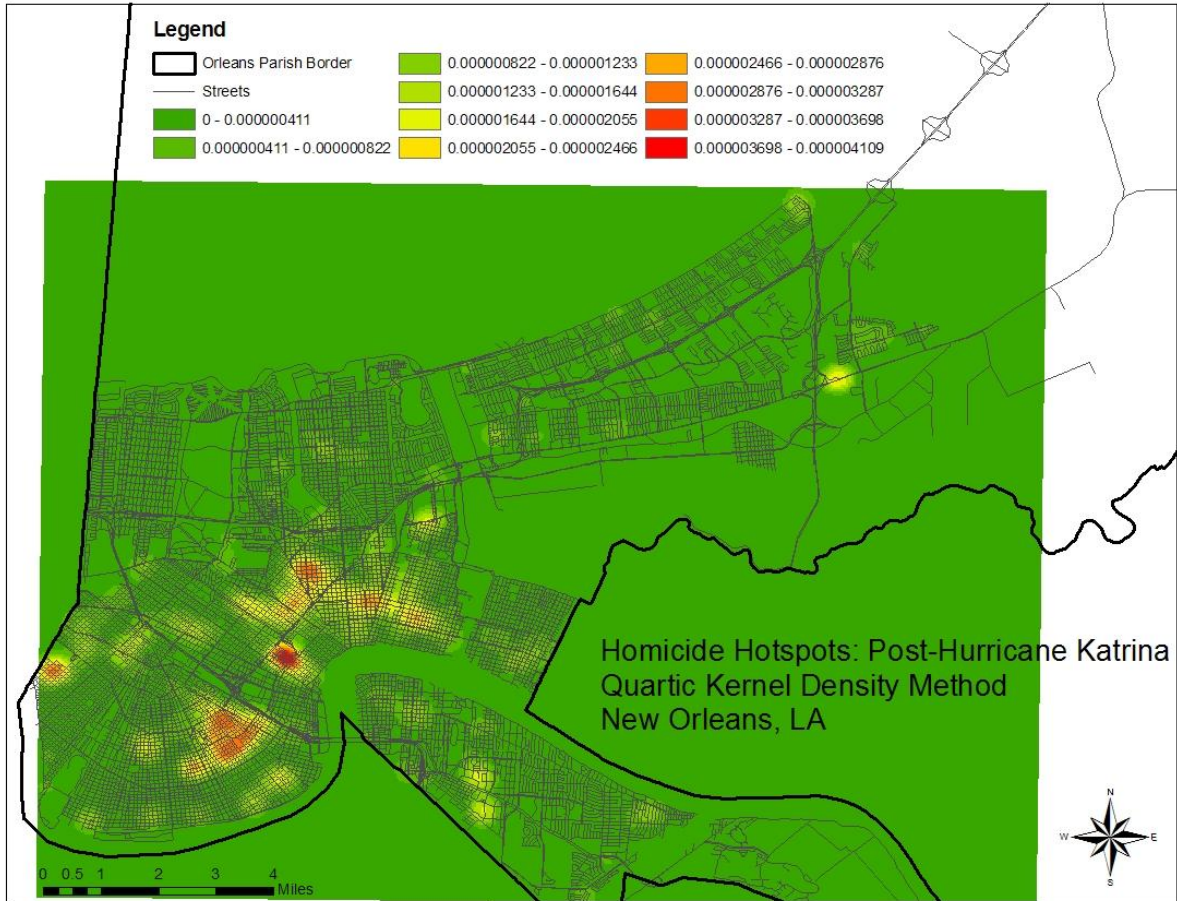 Legend
Orleans Parish Border
Streets
0 - 0.000000411
0.000000411 - 0.000000822
0.000000822 - 0.000001233
0.000001233 - 0.000001644
0.000001644 - 0.000002055
0.000002055 - 0.000002466
0.000002466 - 0.000002876
0.000002876 - 0.000003287
0.000003287 - 0.000003698
0.000003698 - 0.000004109
Homicide Hotspots: Post-Hurricane Katrina
Quartic Kernel Density Method
New Orleans, LA
N
W E
S
0 0.5 1 2 3 4
Miles